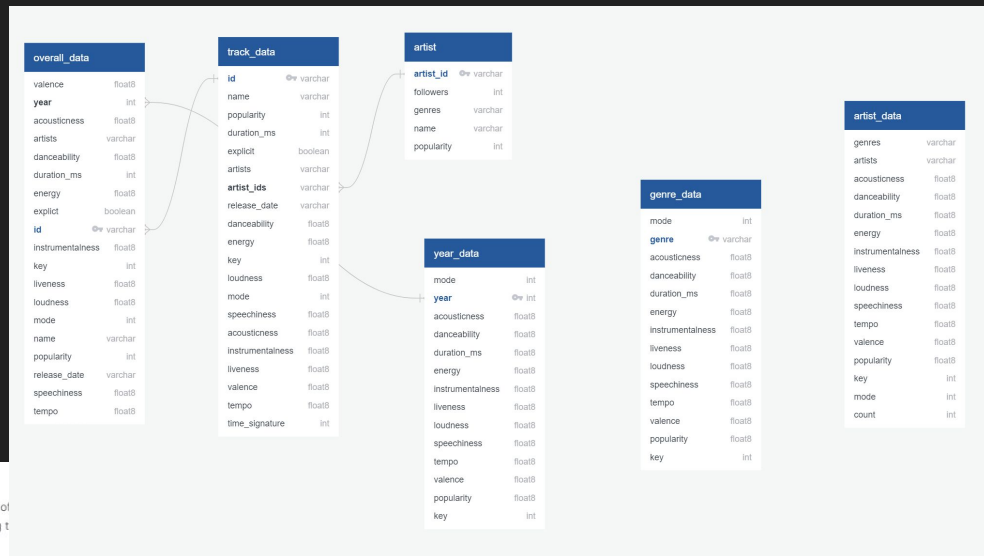 overall_data
valence float8
year int
acousticness float8
artists varchar
danceability float8
duration_ms int
energy float8
explict boolean
id varchar
instrumentalness float8
key int
liveness float8
loudness float8
mode int
name varchar
popularity int
release_date varchar
speechiness float8
tempo float8
track_data
id varchar
name varchar
popularity int
duration_ms int
explicit boolean
artists varchar
artist_ids varchar
release_date varchar
danceability float8
energy float8
key int
loudness float8
mode int
speechiness float8
acousticness float8
instrumentalness float8
liveness float8
valence float8
tempo float8
time_signature int
artist
artist_id varchar
followers int
genres varchar
name varchar
popularity int
year_data
mode int
year int
acousticness float8
danceability float8
duration_ms float8
energy float8
instrumentalness float8
liveness float8
loudness float8
speechiness float8
tempo float8
valence float8
popularity float8
key int
genre_data
mode int
genre varchar
acousticness float8
danceability float8
duration_ms float8
energy float8
instrumentalness float8
liveness float8
loudness float8
speechiness float8
tempo float8
valence float8
popularity float8
key int
artist_data
genres varchar
artists varchar
acousticness float8
danceability float8
duration_ms float8
energy float8
instrumentalness float8
liveness float8
loudness float8
speechiness float8
tempo float8
valence float8
popularity float8
key int
mode int
count int
of